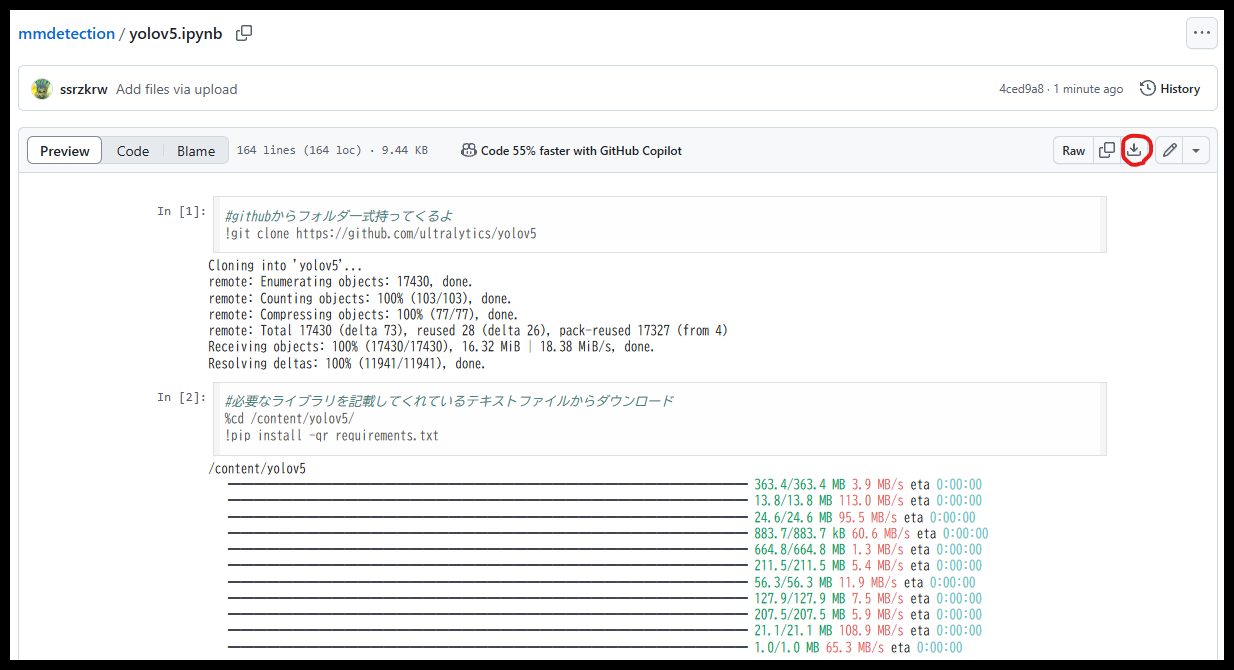 mmdetection / yolov5.ipynb
ssrzkrw Add files via upload 4ced9a8 · 1 minute ago History
Preview Code Blame 164 lines (164 loc) · 9.44 KB Code 55% faster with GitHub Copilot Raw
In [1]: #githubからフォルダ一式持ってくるよ
!git clone https://github.com/ultralytics/yolov5
Cloning into 'yolov5'...
remote: Enumerating objects: 17430, done.
remote: Counting objects: 100% (103/103), done.
remote: Compressing objects: 100% (77/77), done.
remote: Total 17430 (delta 73), reused 28 (delta 26), pack-reused 17327 (from 4)
Receiving objects: 100% (17430/17430), 16.32 MiB | 18.38 MiB/s, done.
Resolving deltas: 100% (11941/11941), done.
In [2]: #必要なライブラリを記載してくれているテキストファイルからダウンロード
%cd /content/yolov5/
!pip install -qr requirements.txt
/content/yolov5
363.4/363.4 MB 3.9 MB/s eta 0:00:00
13.8/13.8 MB 113.0 MB/s eta 0:00:00
24.6/24.6 MB 95.5 MB/s eta 0:00:00
883.7/883.7 kB 60.6 MB/s eta 0:00:00
664.8/664.8 MB 1.3 MB/s eta 0:00:00
211.5/211.5 MB 5.4 MB/s eta 0:00:00
56.3/56.3 MB 11.9 MB/s eta 0:00:00
127.9/127.9 MB 7.5 MB/s eta 0:00:00
207.5/207.5 MB 5.9 MB/s eta 0:00:00
21.1/21.1 MB 108.9 MB/s eta 0:00:00
1.0/1.0 MB 65.3 MB/s eta 0:00:00